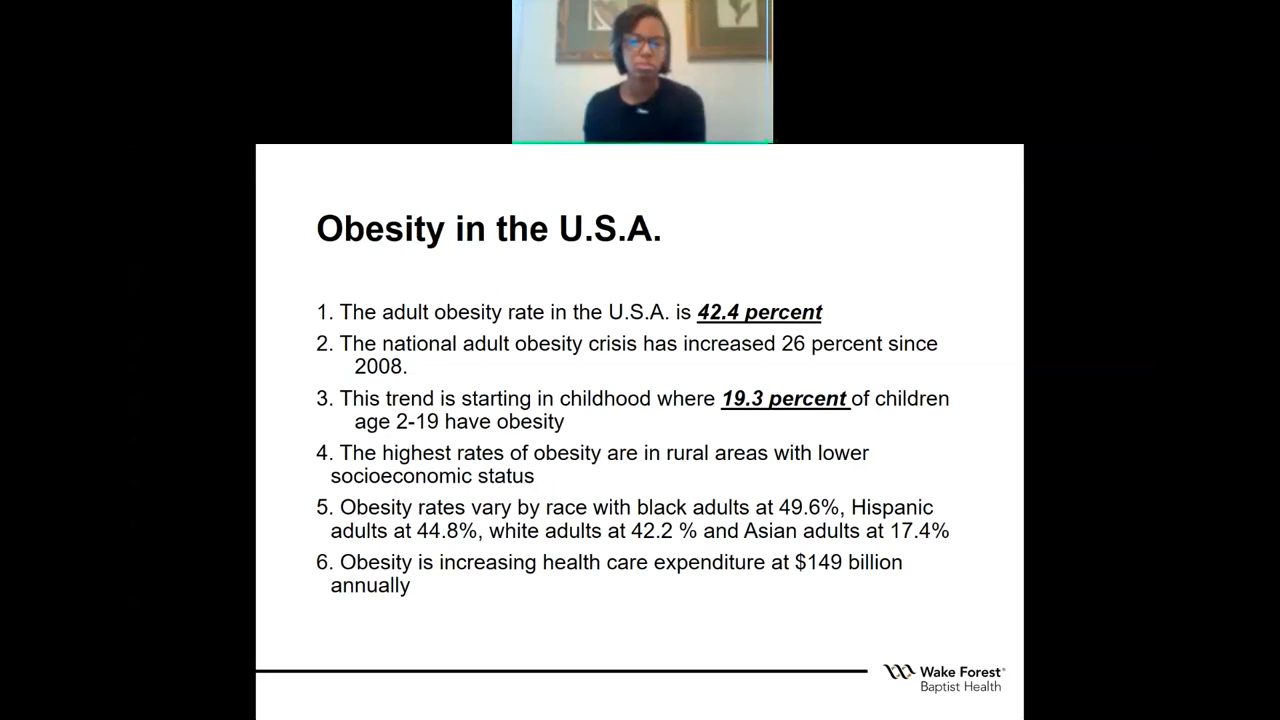 Obesity in the U.S.A.
1. The adult obesity rate in the U.S.A. is 42.4 percent
2. The national adult obesity crisis has increased 26 percent since
2008.
3. This trend is starting in childhood where 19.3 percent of children
age 2-19 have obesity
4. The highest rates of obesity are in rural areas with lower
socioeconomic status
5. Obesity rates vary by race with black adults at 49.6%, Hispanic
adults at 44.8%, white adults at 42.2 % and Asian adults at 17.4%
6. Obesity is increasing health care expenditure at $149 billion
annually
Wake Forest®
Baptist Health